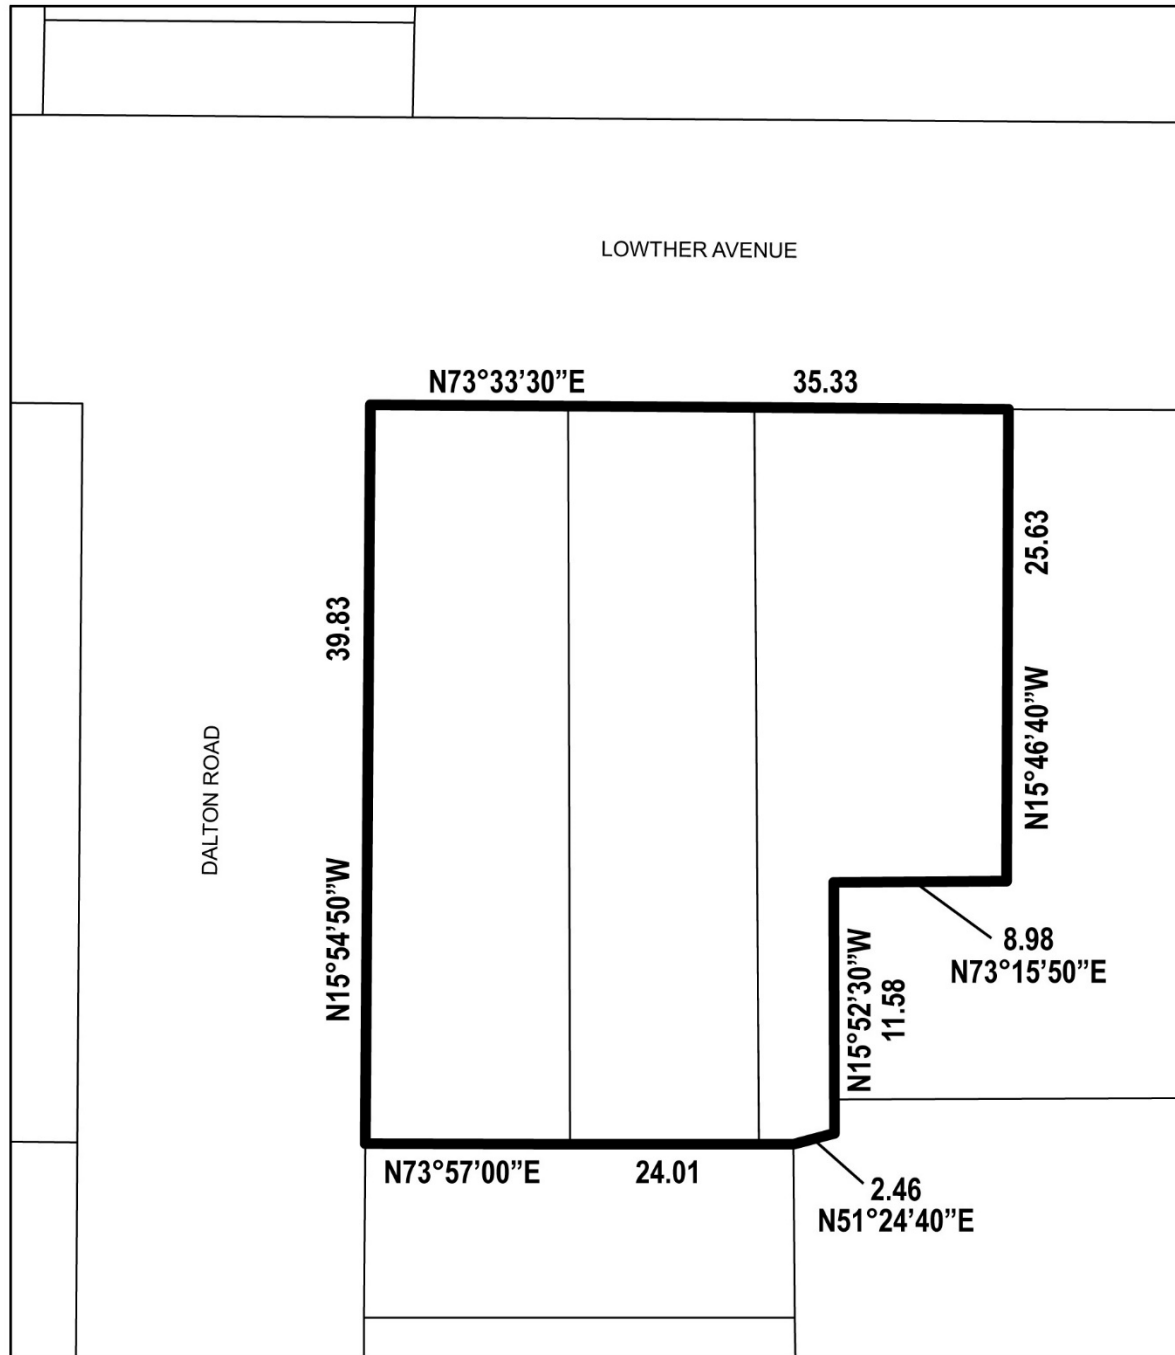 LOWTHER AVENUE
N73°33’30”E 35.33
25.63
N15°46’40”W
39.83
N15°54’50”W
DALTON ROAD
8.98
N73°15’50”E
N15°52’30”W
11.58
N73°57’00”E 24.01
2.46
N51°24’40”E